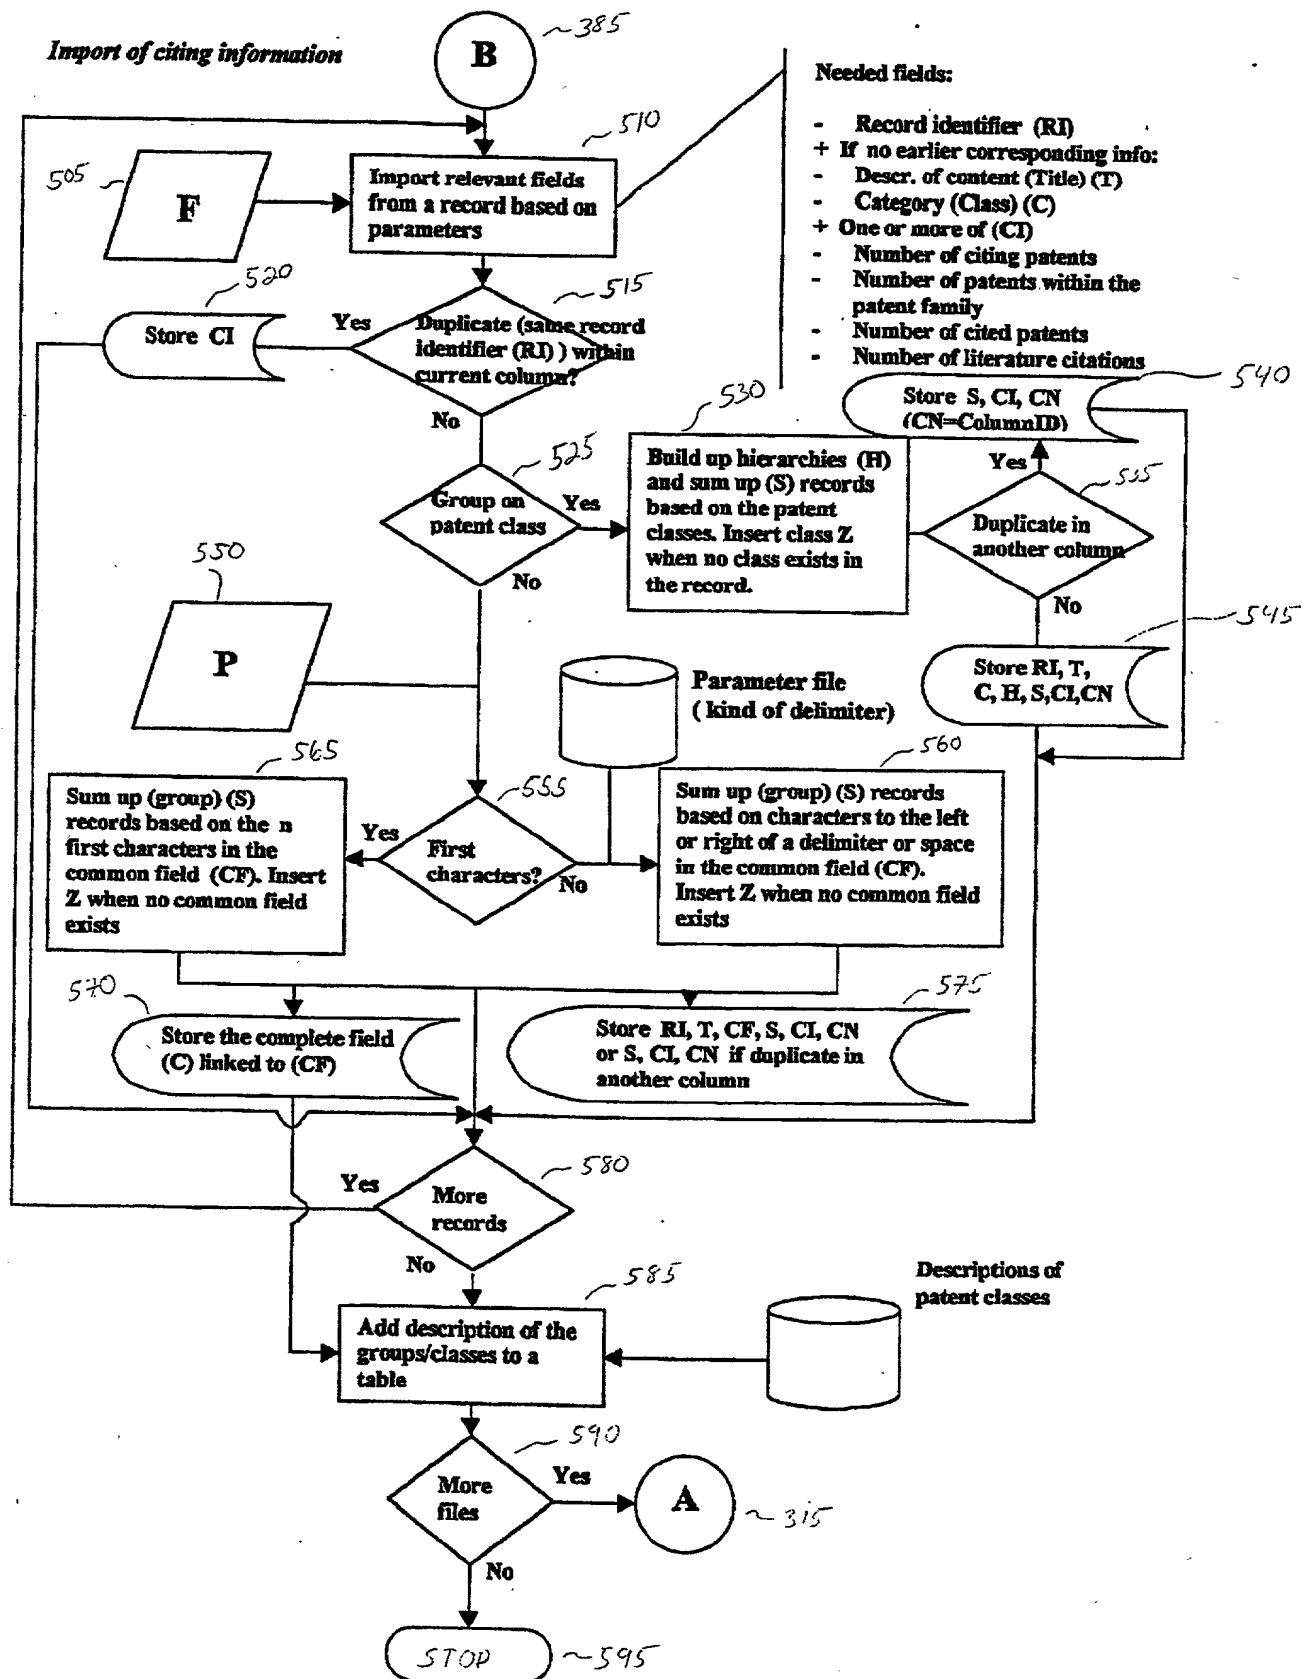 Import of citing information
B
385
Needed fields:
- Record identifier (RI)
+ If no earlier corresponding info:
- Descr. of content (Title) (T)
- Category (Class) (C)
+ One or more of (CI)
- Number of citing patents
- Number of patents within the
patent family
- Number of cited patents
- Number of literature citations
510
505
F
Import relevant fields
from a record based on
parameters
520
515
Store CI
Yes
Duplicate (same record
identifier (RI) ) within
current column?
No
540
Store S, CI, CN
(CN=ColumnID)
530
525
Group on
patent class
Yes
No
Build up hierarchies (H)
and sum up (S) records
based on the patent
classes. Insert class Z
when no class exists in
the record.
Yes
535
Duplicate in
another column
No
545
Store RI, T,
C, H, S,CI,CN
550
P
Parameter file
( kind of delimiter)
565
555
560
Sum up (group) (S)
records based on the n
first characters in the
common field (CF). Insert
Z when no common field
exists
Yes
First
characters?
No
Sum up (group) (S) records
based on characters to the left
or right of a delimiter or space
in the common field (CF).
Insert Z when no common field
exists
570
Store the complete field
(C) linked to (CF)
575
Store RI, T, CF, S, CI, CN
or S, CI, CN if duplicate in
another column
580
Yes
More
records
No
585
Add description of the
groups/classes to a
table
Descriptions of
patent classes
590
More
files
Yes
A
315
No
STOP
595